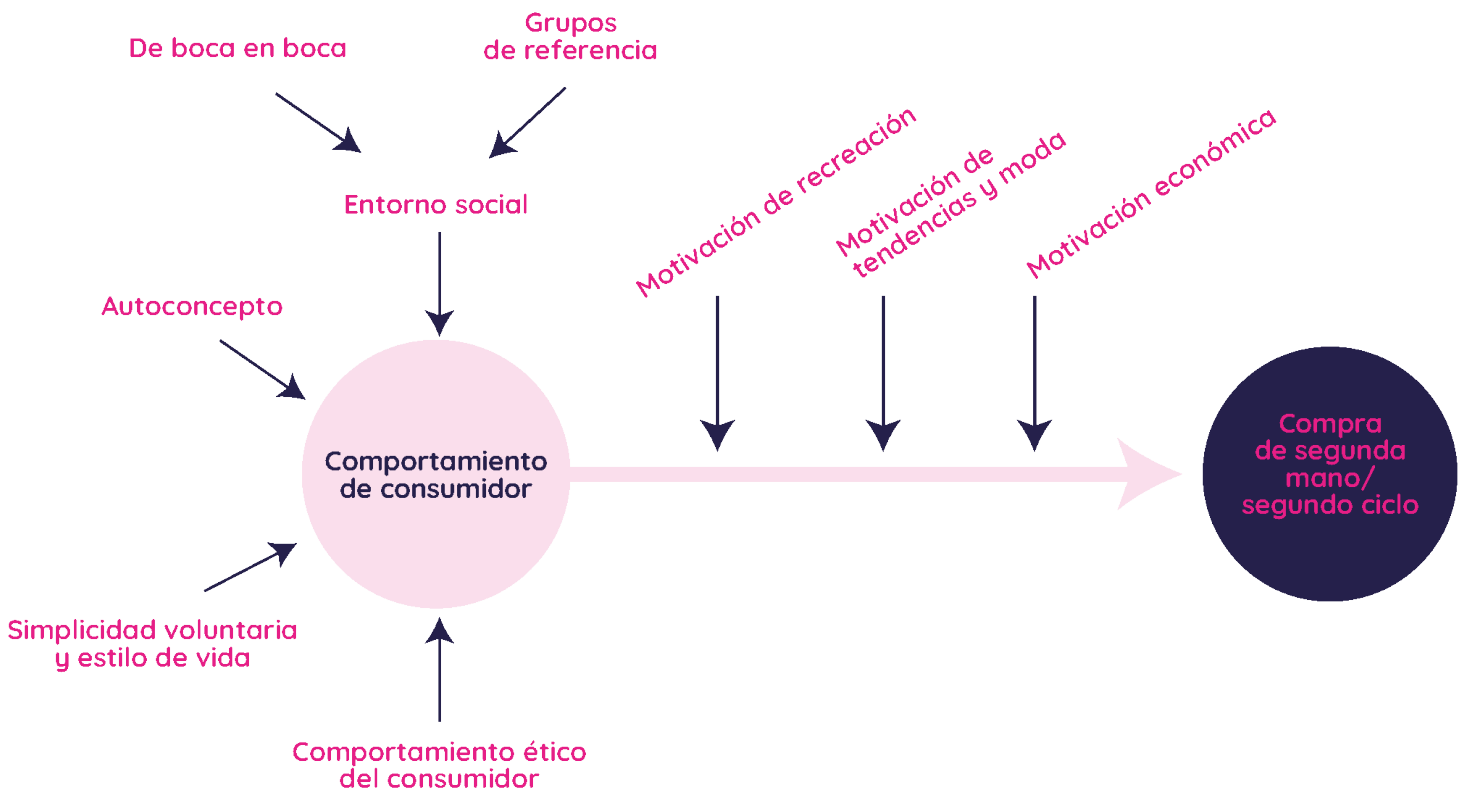 De boca en boca
Grupos
de referencia
Entorno social
Autoconcepto
Motivación de recreación
Motivación de
tendencias y moda
Motivación económica
Comportamiento
de consumidor
Compra
de segunda
mano/
segundo ciclo
Simplicidad voluntaria
y estilo de vida
Comportamiento ético
del consumidor